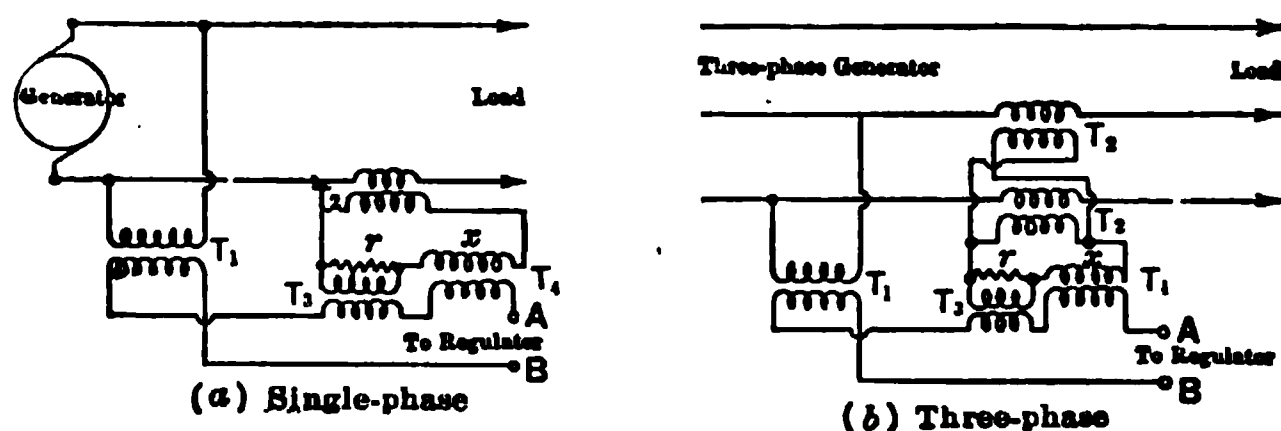 Generator
Load
T₂
r
x
T₁
T₃
T₄
A
To Regulator
B
(a) Single-phase
Three-phase Generator
Load
T₂
T₂
r
x
T₁
T₃
T₁
A
To Regulator
B
(b) Three-phase